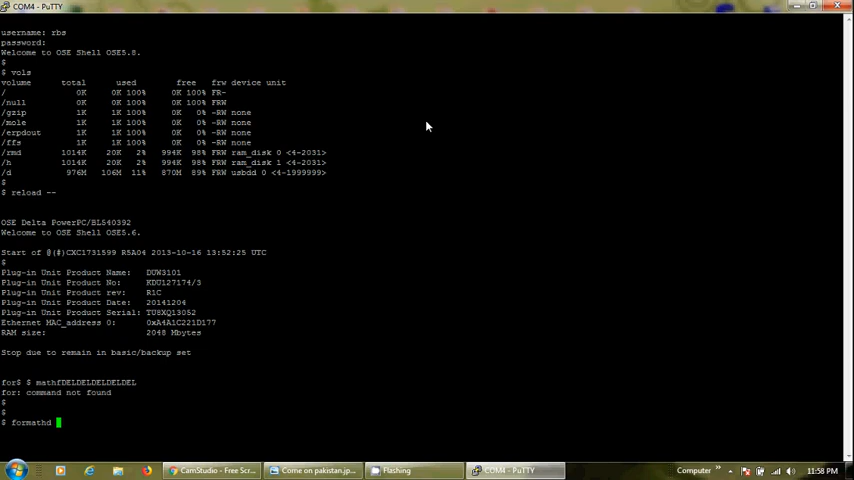 COM4 - PuTTY
username: rbs
password:
Welcome to OSE Shell OSE5.8.
$
$ vols
volume total used free frw device unit
/ 0K 0K 100% 0K 100% FR-
/null 0K 0K 100% 0K 100% FRW
/gzip 1K 1K 100% 0K 0% -RW none
/mole 1K 1K 100% 0K 0% -RW none
/erpdout 1K 1K 100% 0K 0% -RW none
/ffs 1K 1K 100% 0K 0% -RW none
/rmd 1014K 20K 2% 994K 98% FRW ram_disk 0 <4-2031>
/h 1014K 20K 2% 994K 98% FRW ram_disk 1 <4-2031>
/d 976M 106M 11% 870M 89% FRW usbdd 0 <4-1999999>
$
$ reload --
OSE Delta PowerPC/BL540392
Welcome to OSE Shell OSE5.6.
Start of @(#)CXC1731599 R5A04 2013-10-16 13:52:25 UTC
$
Plug-in Unit Product Name: DUW3101
Plug-in Unit Product No: KDU127174/3
Plug-in Unit Product rev: R1C
Plug-in Unit Product Date: 20141204
Plug-in Unit Product Serial: TU8XQ13052
Ethernet MAC_address 0: 0xA4A1C221D177
RAM size: 2048 Mbytes
Stop due to remain in basic/backup set
for$ $ mathfDELDELDELDELDEL
for: command not found
$
$
$ formathd
CamStudio - Free Scr...
Come on pakistan.jp...
Flashing
COM4 - PuTTY
Computer
11:58 PM